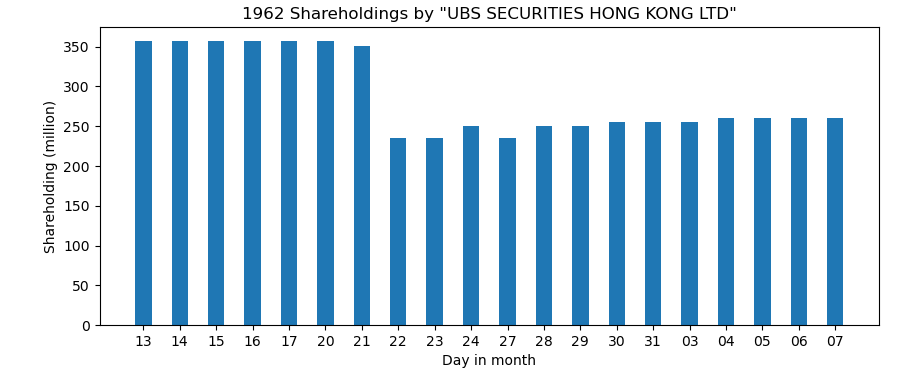 1962 Shareholdings by "UBS SECURITIES HONG KONG LTD"
Shareholding (million)
350
300
250
200
150
100
50
0
13 14 15 16 17 20 21 22 23 24 27 28 29 30 31 03 04 05 06 07
Day in month